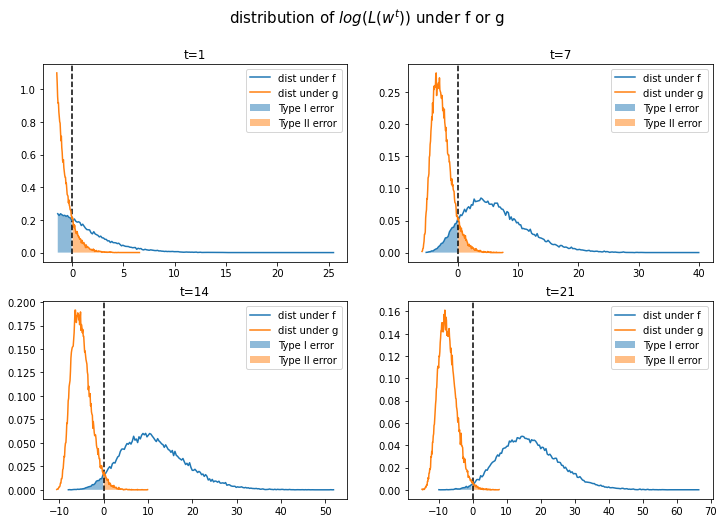 distribution of log(L(w^t)) under f or g
t=1
dist under f
dist under g
Type I error
Type II error
1.0
0.8
0.6
0.4
0.2
0.0
0 5 10 15 20 25
t=7
dist under f
dist under g
Type I error
Type II error
0.25
0.20
0.15
0.10
0.05
0.00
0 10 20 30 40
t=14
dist under f
dist under g
Type I error
Type II error
0.200
0.175
0.150
0.125
0.100
0.075
0.050
0.025
0.000
−10 0 10 20 30 40 50
t=21
dist under f
dist under g
Type I error
Type II error
0.16
0.14
0.12
0.10
0.08
0.06
0.04
0.02
0.00
−10 0 10 20 30 40 50 60 70